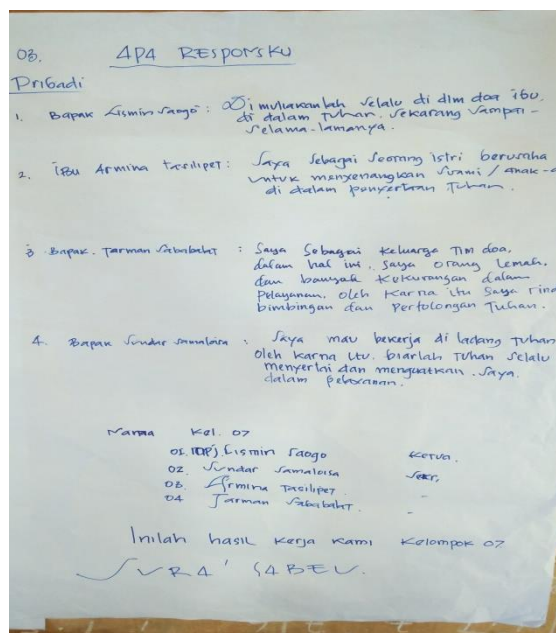 03. APA RESPONSKU
Pribadi
1. Bapak Lismin Saogo : Dimuliakanlah selalu di dlm doa ibu,
di dalam Tuhan, sekarang sampai
selama-lamanya.
2. Ibu Armina Tasilipet : Saya sebagai seorang istri berusaha
untuk menyenangkan suami / anak-a
di dalam penyertaan Tuhan.
3 Bapak. Tarman Sababalat : Saya sebagai keluarga Tim doa,
dalam hal ini, saya orang lemah,
dan banyak kekurangan dalam
pelayanan, oleh karna itu saya rind
bimbingan dan pertolongan Tuhan.
4. Bapak Sundar Samaloisa : Saya mau bekerja di ladang Tuhan
oleh karna itu. biarlah Tuhan selalu
menyertai dan menguatkan saya
dalam pelayanan.
Nama Kel. 07
01. Lismin Saogo Ketua.
02. Sundar Samaloisa Sekr,
03. Armina Tasilipet. -
04 Tarman Sababalat. -
Inilah hasil kerja kami Kelompok 07
SURA' SABEU.